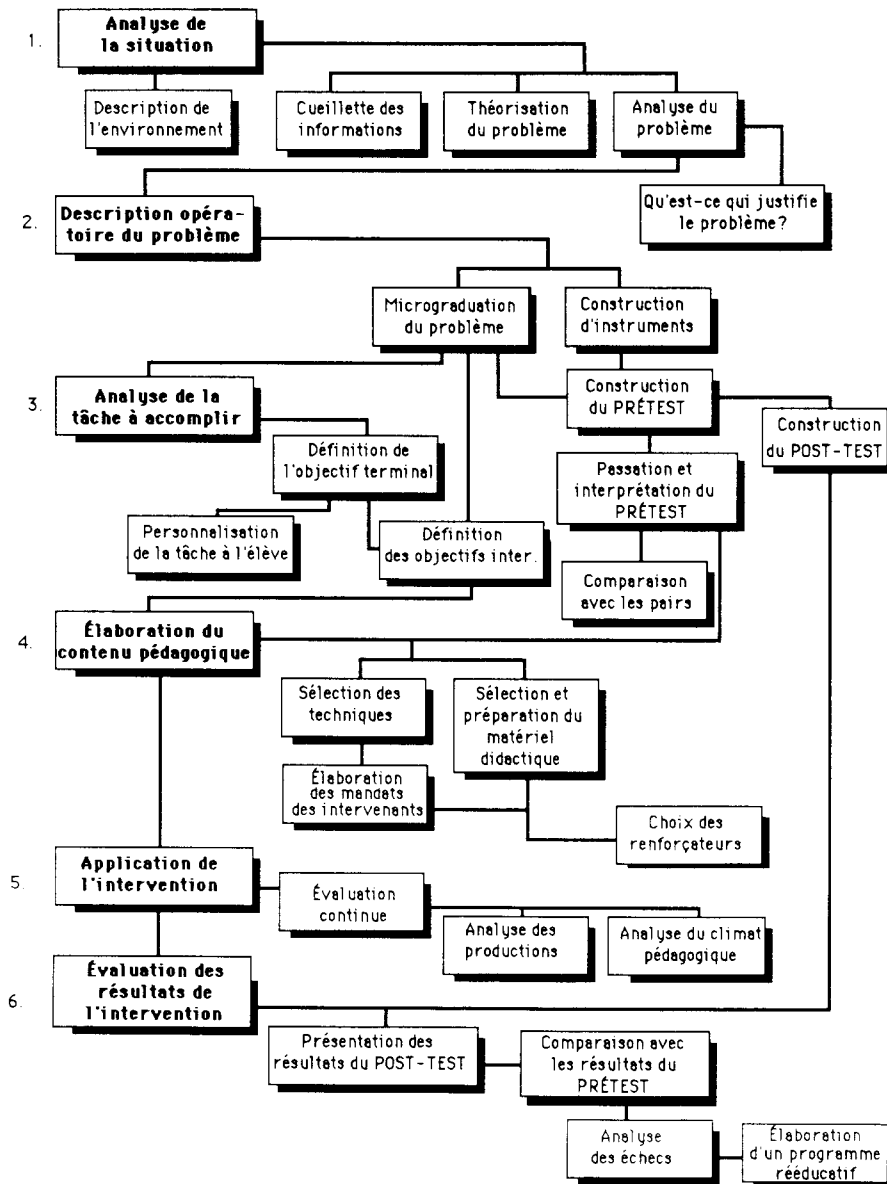 1.
Analyse de
la situation
Description de
l'environnement
Cueillette des
informations
Théorisation
du problème
Analyse du
problème
Qu'est-ce qui justifie
le problème?
2.
Description opéra-
toire du problème
Microgradation
du problème
Construction
d'instruments
3.
Analyse de la
tâche à accomplir
Construction
du PRÉTEST
Construction
du POST-TEST
Définition de
l'objectif terminal
Passation et
interprétation du
PRÉTEST
Personnalisation
de la tâche à l'élève
Définition
des objectifs inter.
Comparaison
avec les pairs
4.
Élaboration du
contenu pédagogique
Sélection des
techniques
Sélection et
préparation du
matériel
didactique
Élaboration
des mandats
des intervenants
Choix des
renforçateurs
5.
Application de
l'intervention
Évaluation
continue
Analyse des
productions
Analyse du climat
pédagogique
6.
Évaluation des
résultats de
l'intervention
Présentation des
résultats du POST-TEST
Comparaison avec
les résultats du
PRÉTEST
Analyse
des échecs
Élaboration
d'un programme
rééducatif